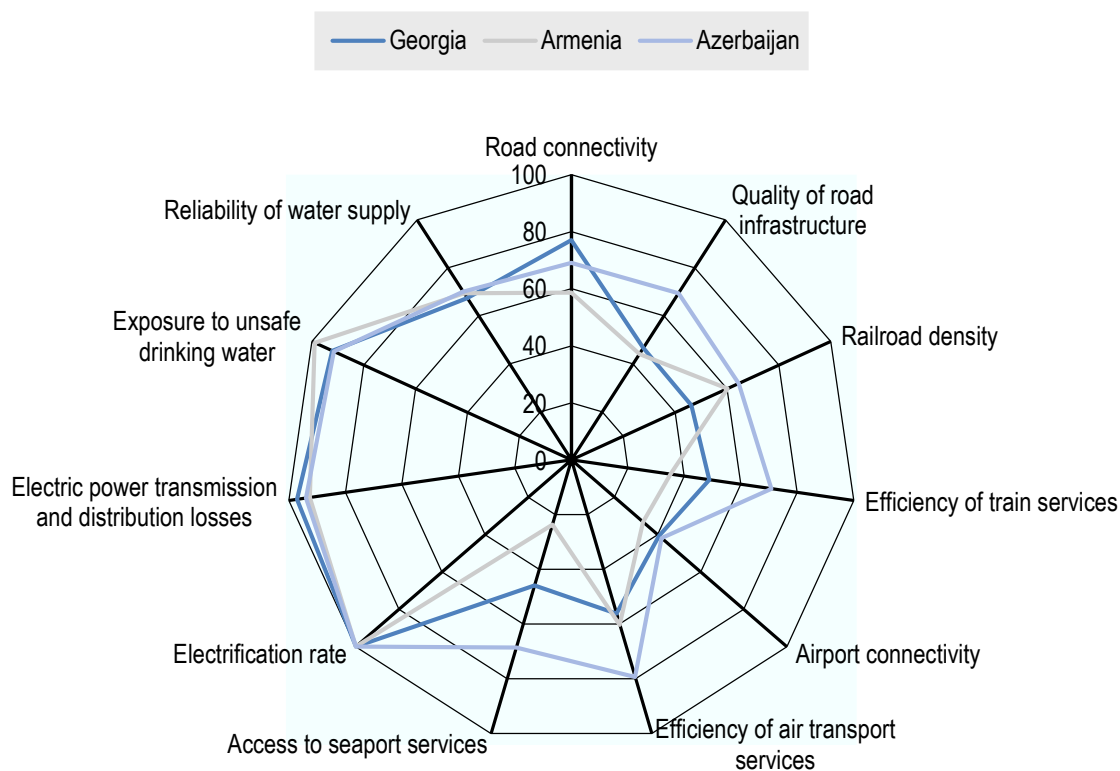 Georgia Armenia Azerbaijan
Road connectivity
100
Quality of road
infrastructure
Reliability of water supply
80
60
Exposure to unsafe
drinking water
Railroad density
40
20
0
Electric power transmission
and distribution losses
Efficiency of train services
Electrification rate
Airport connectivity
Access to seaport services
Efficiency of air transport
services